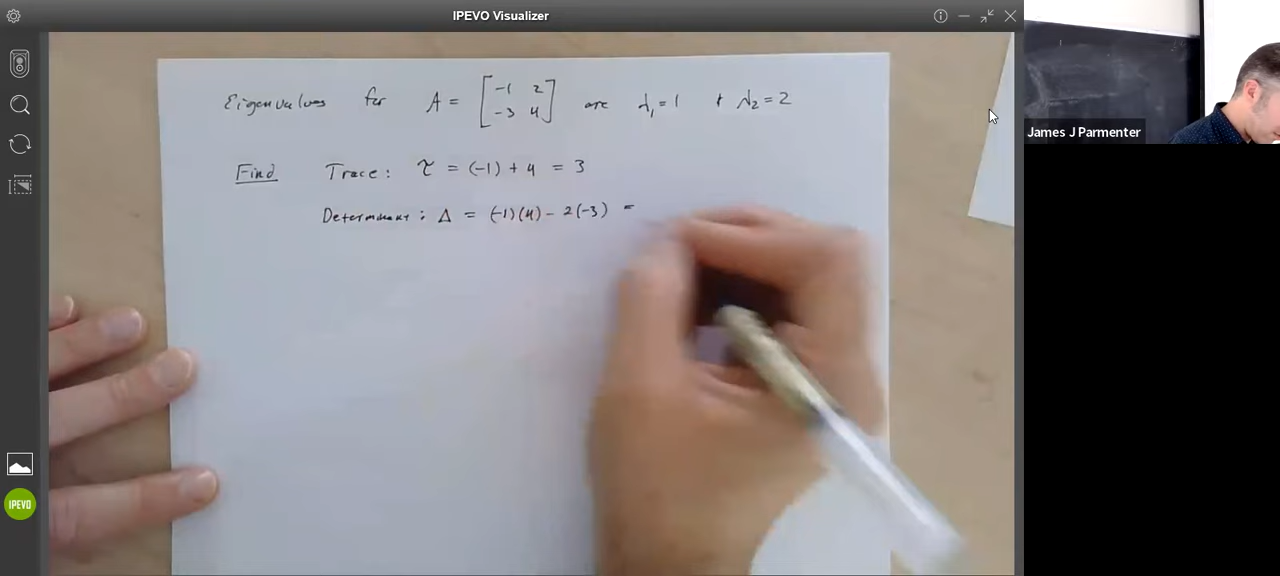 IPEVO Visualizer
Eigenvalues for A = [-1 2
-3 4] are λ₁ = 1 + λ₂ = 2
Find Trace: τ = (-1) + 4 = 3
Determinant: Δ = (-1)(4) - 2(-3) =
James J Parmenter
IPEVO